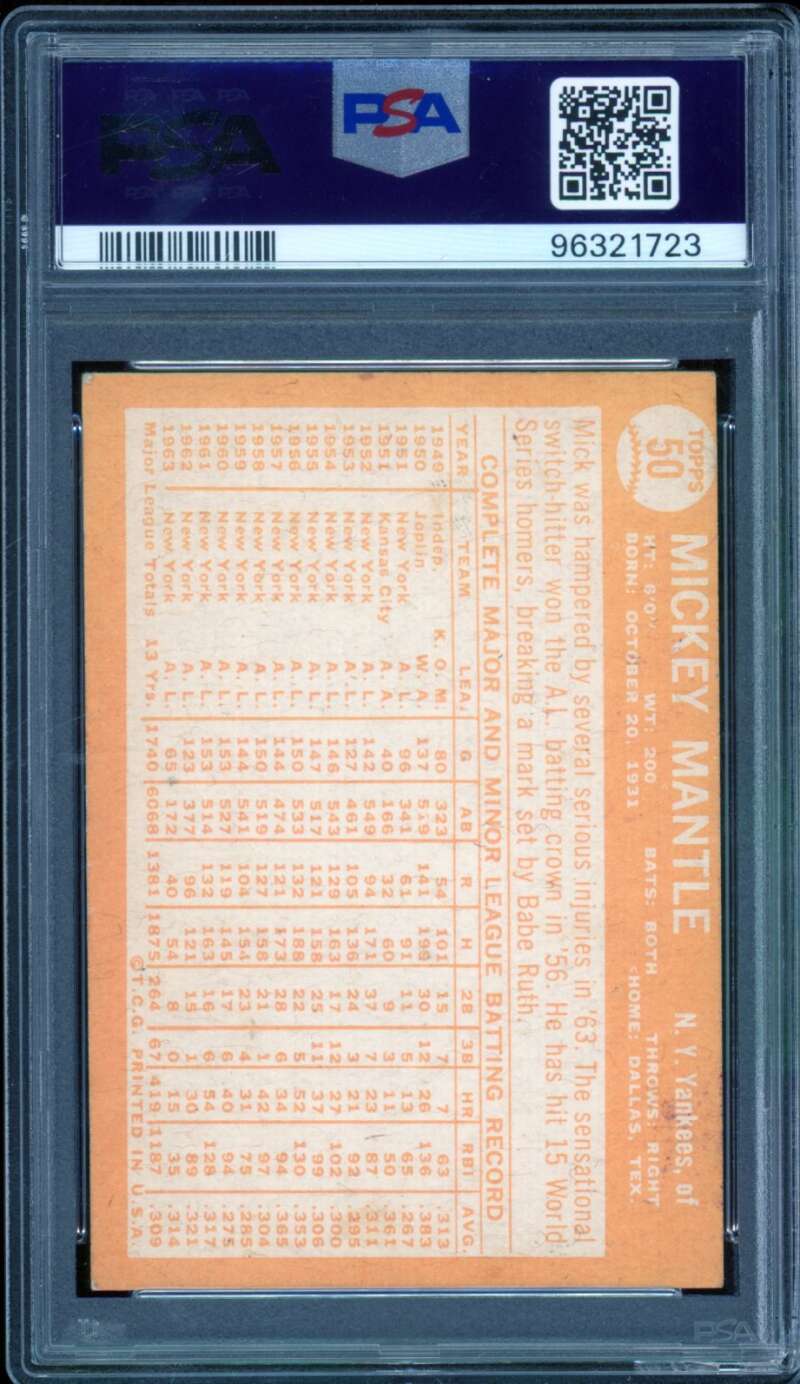 PSA
PSA PSA PSA
PSA
PSA PSA PSA
96321723
TOPPS
50
MICKEY MANTLE N. Y. Yankees, of
HT: 6'0" WT: 200 BATS: BOTH THROWS: RIGHT
BORN: OCTOBER 20, 1931 HOME: DALLAS, TEX.
Mick was hampered by several serious injuries in '63. The sensational
switch-hitter won the A.L. batting crown in '56. He has hit 15 World
Series homers, breaking a mark set by Babe Ruth.
COMPLETE MAJOR AND MINOR LEAGUE BATTING RECORD
YEAR TEAM LEA. G AB R H 2B 3B HR RBI AVG.
1949 Indep. K. O. M. 80 323 54 101 15 7 7 63 .313
1950 Joplin W. A. 137 519 141 199 30 12 26 136 .383
1951 New York A. L. 96 341 61 91 11 5 13 65 .267
1951 Kansas City A. A. 40 166 32 60 9 3 11 50 .361
1952 New York A. L. 142 549 94 171 37 7 23 87 .311
1953 New York A. L. 127 461 105 136 24 3 21 92 .295
1954 New York A. L. 146 543 129 163 17 12 27 102 .300
1955 New York A. L. 147 517 121 158 25 11 37 99 .306
1956 New York A. L. 150 533 132 188 22 5 52 130 .353
1957 New York A. L. 144 474 121 173 28 6 34 94 .365
1958 New York A. L. 150 519 127 158 21 1 42 97 .304
1959 New York A. L. 144 541 104 154 23 4 31 75 .285
1960 New York A. L. 153 527 119 145 17 6 40 94 .275
1961 New York A. L. 153 514 132 163 16 6 54 128 .317
1962 New York A. L. 123 377 96 121 15 1 30 89 .321
1963 New York A. L. 65 172 40 54 8 0 15 35 .314
Major League Totals 13 Yrs. 1740 6068 1381 1875 264 67 419 1187 .309
©T.C.G. PRINTED IN U.S.A.
PSA